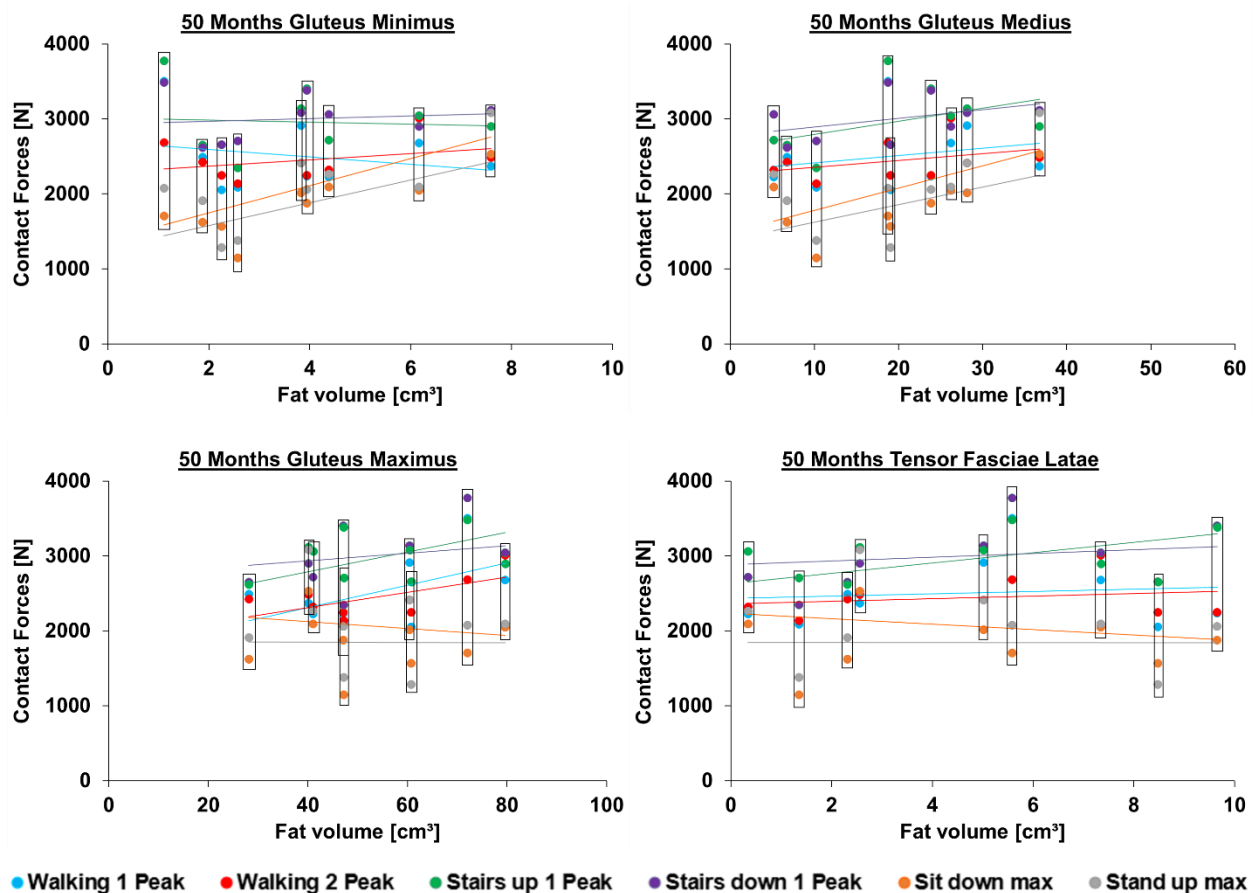 50 Months Gluteus Minimus
Contact Forces [N]
4000
3000
2000
1000
0
0 2 4 6 8 10
Fat volume [cm³]
50 Months Gluteus Medius
Contact Forces [N]
4000
3000
2000
1000
0
0 10 20 30 40 50 60
Fat volume [cm³]
50 Months Gluteus Maximus
Contact Forces [N]
4000
3000
2000
1000
0
0 20 40 60 80 100
Fat volume [cm³]
50 Months Tensor Fasciae Latae
Contact Forces [N]
4000
3000
2000
1000
0
0 2 4 6 8 10
Fat volume [cm³]
Walking 1 Peak Walking 2 Peak Stairs up 1 Peak Stairs down 1 Peak Sit down max Stand up max